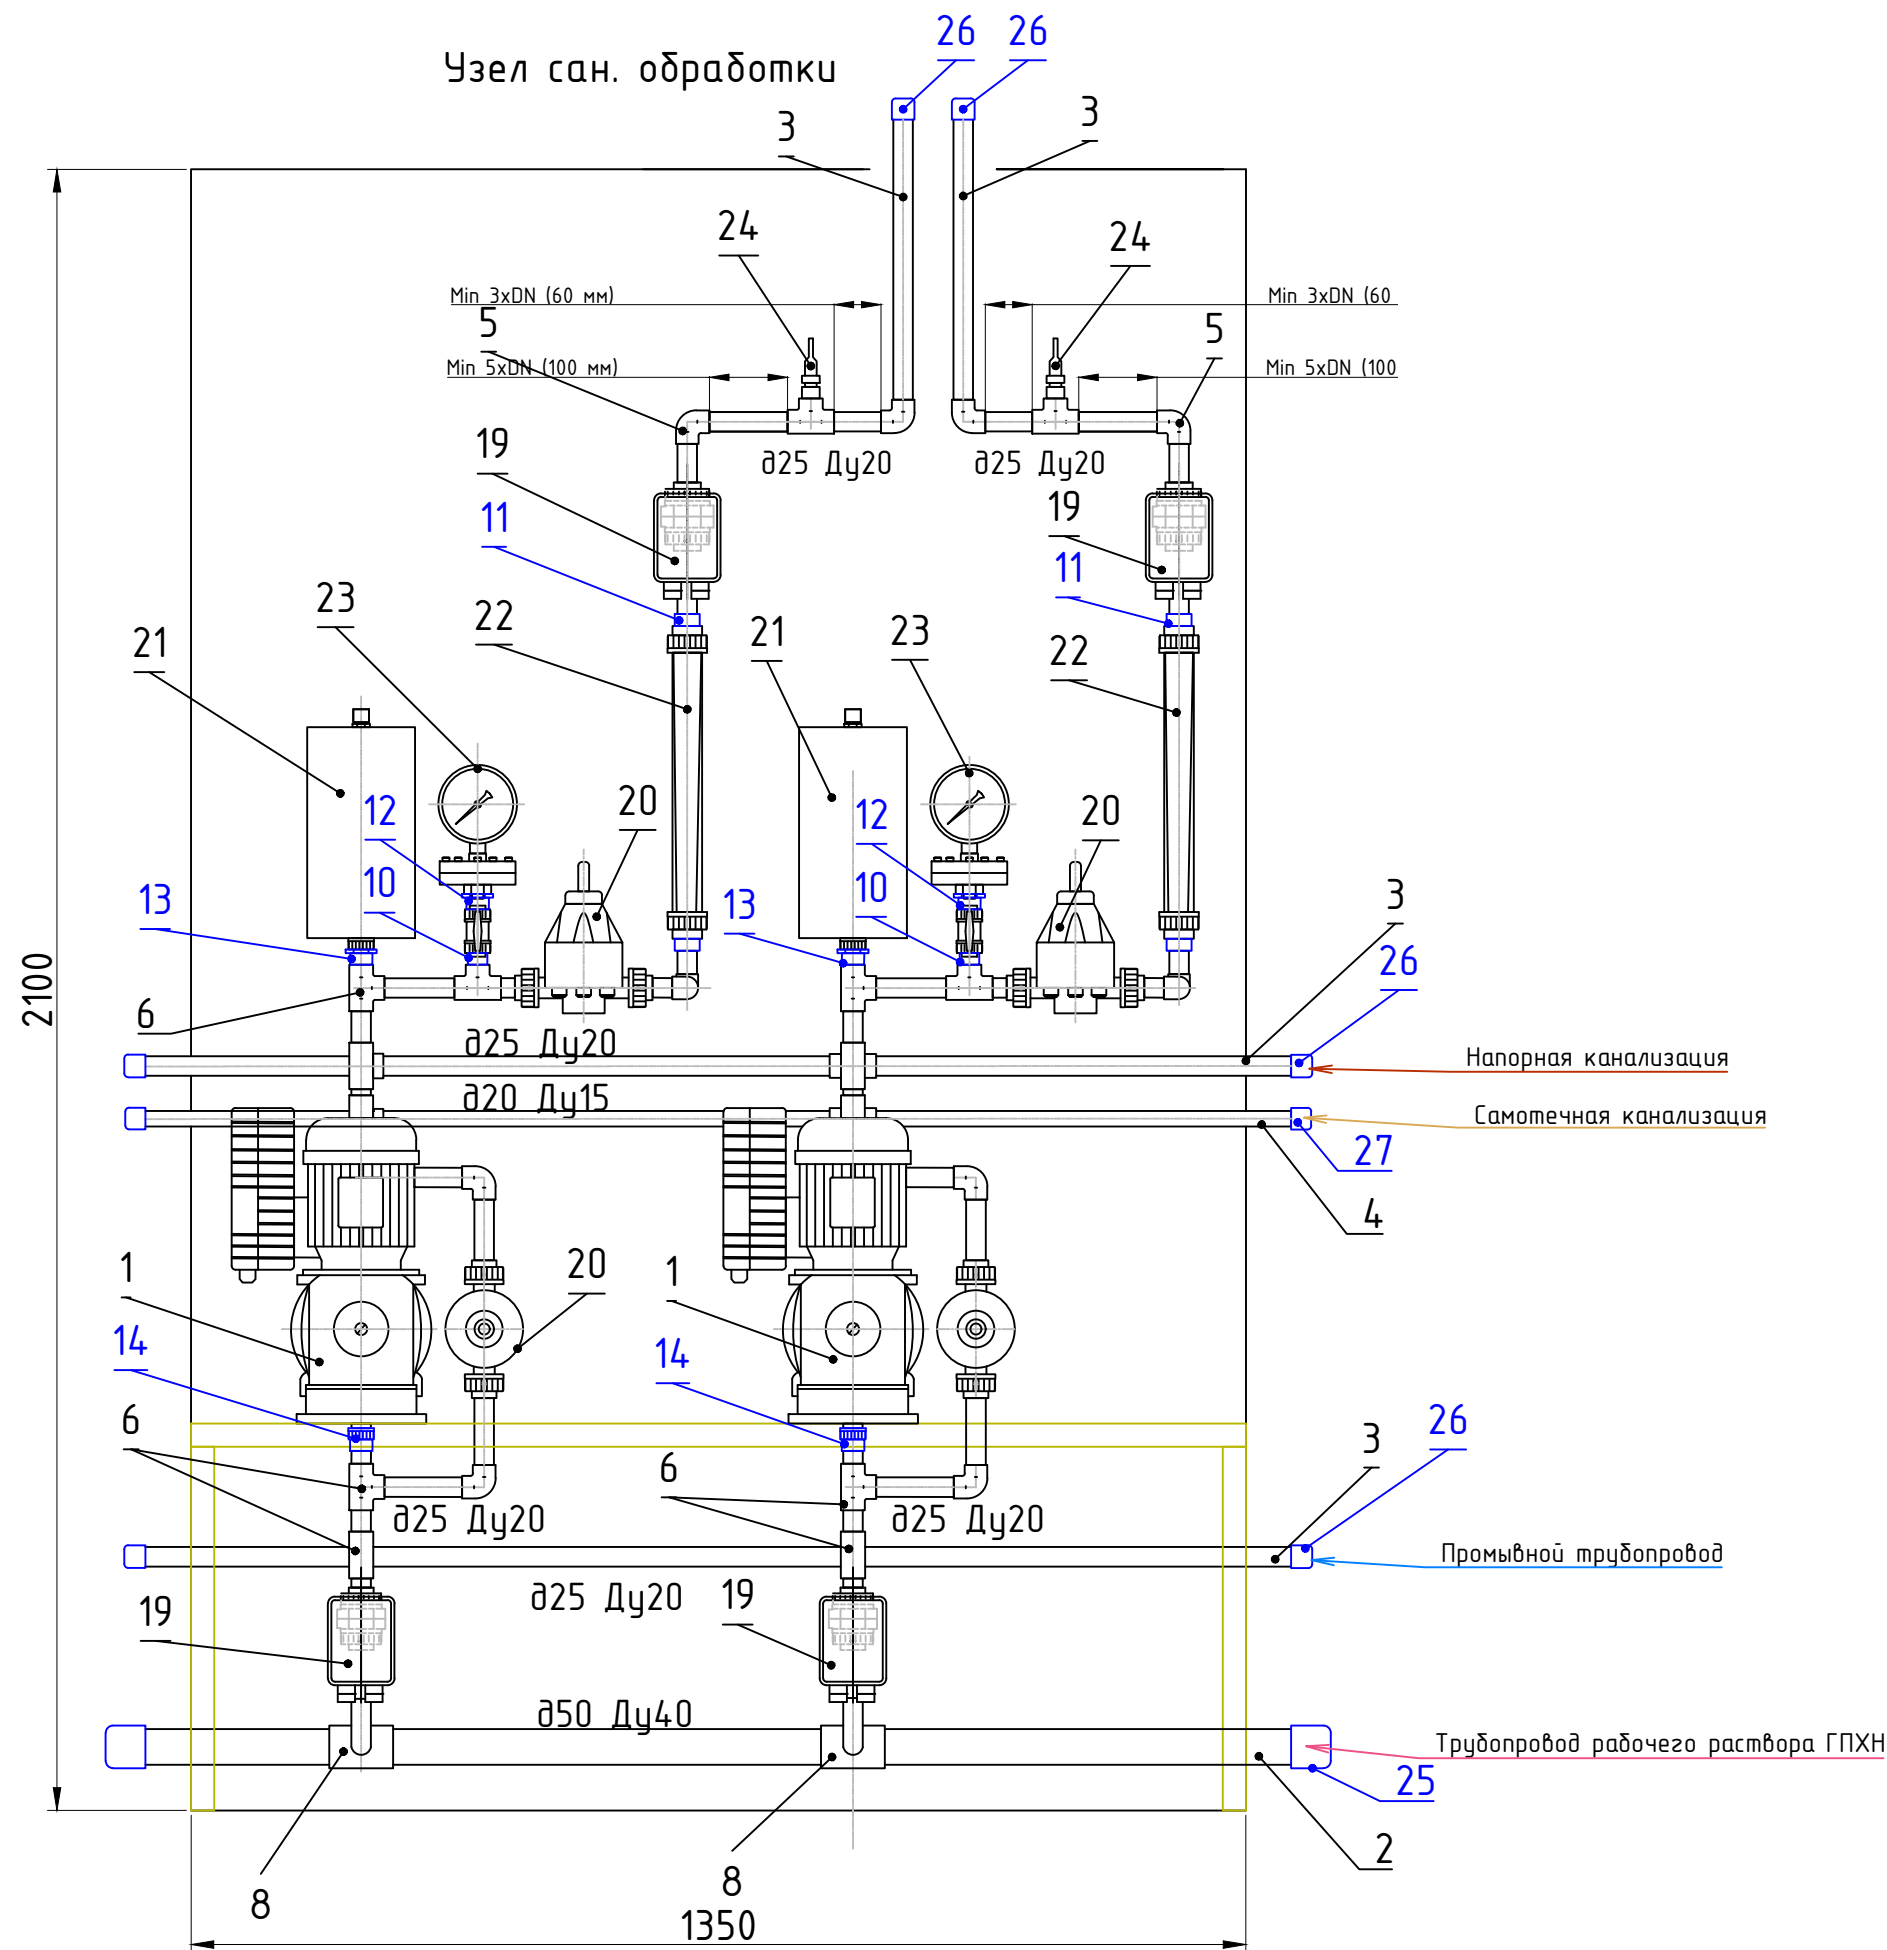 26 26
Узел сан. обработки
3 3
24 24
Min 3xDN (60 мм) Min 3xDN (60
5 5
Min 5xDN (100 мм) Min 5xDN (100
19 д25 Ду20 д25 Ду20
11 19
11
23
21 22 21 23 22
12 20 12 20
13 10 13 10 3
26
2100
6
д25 Ду20
Напорная канализация
д20 Ду15
Самотечная канализация
27
4
1 20 1
14 14
6 3 26
6
д25 Ду20 д25 Ду20
Промывной трубопровод
19 д25 Ду20 19
д50 Ду40
Трубопровод рабочего раствора ГПХН
25
2
8 8
1350